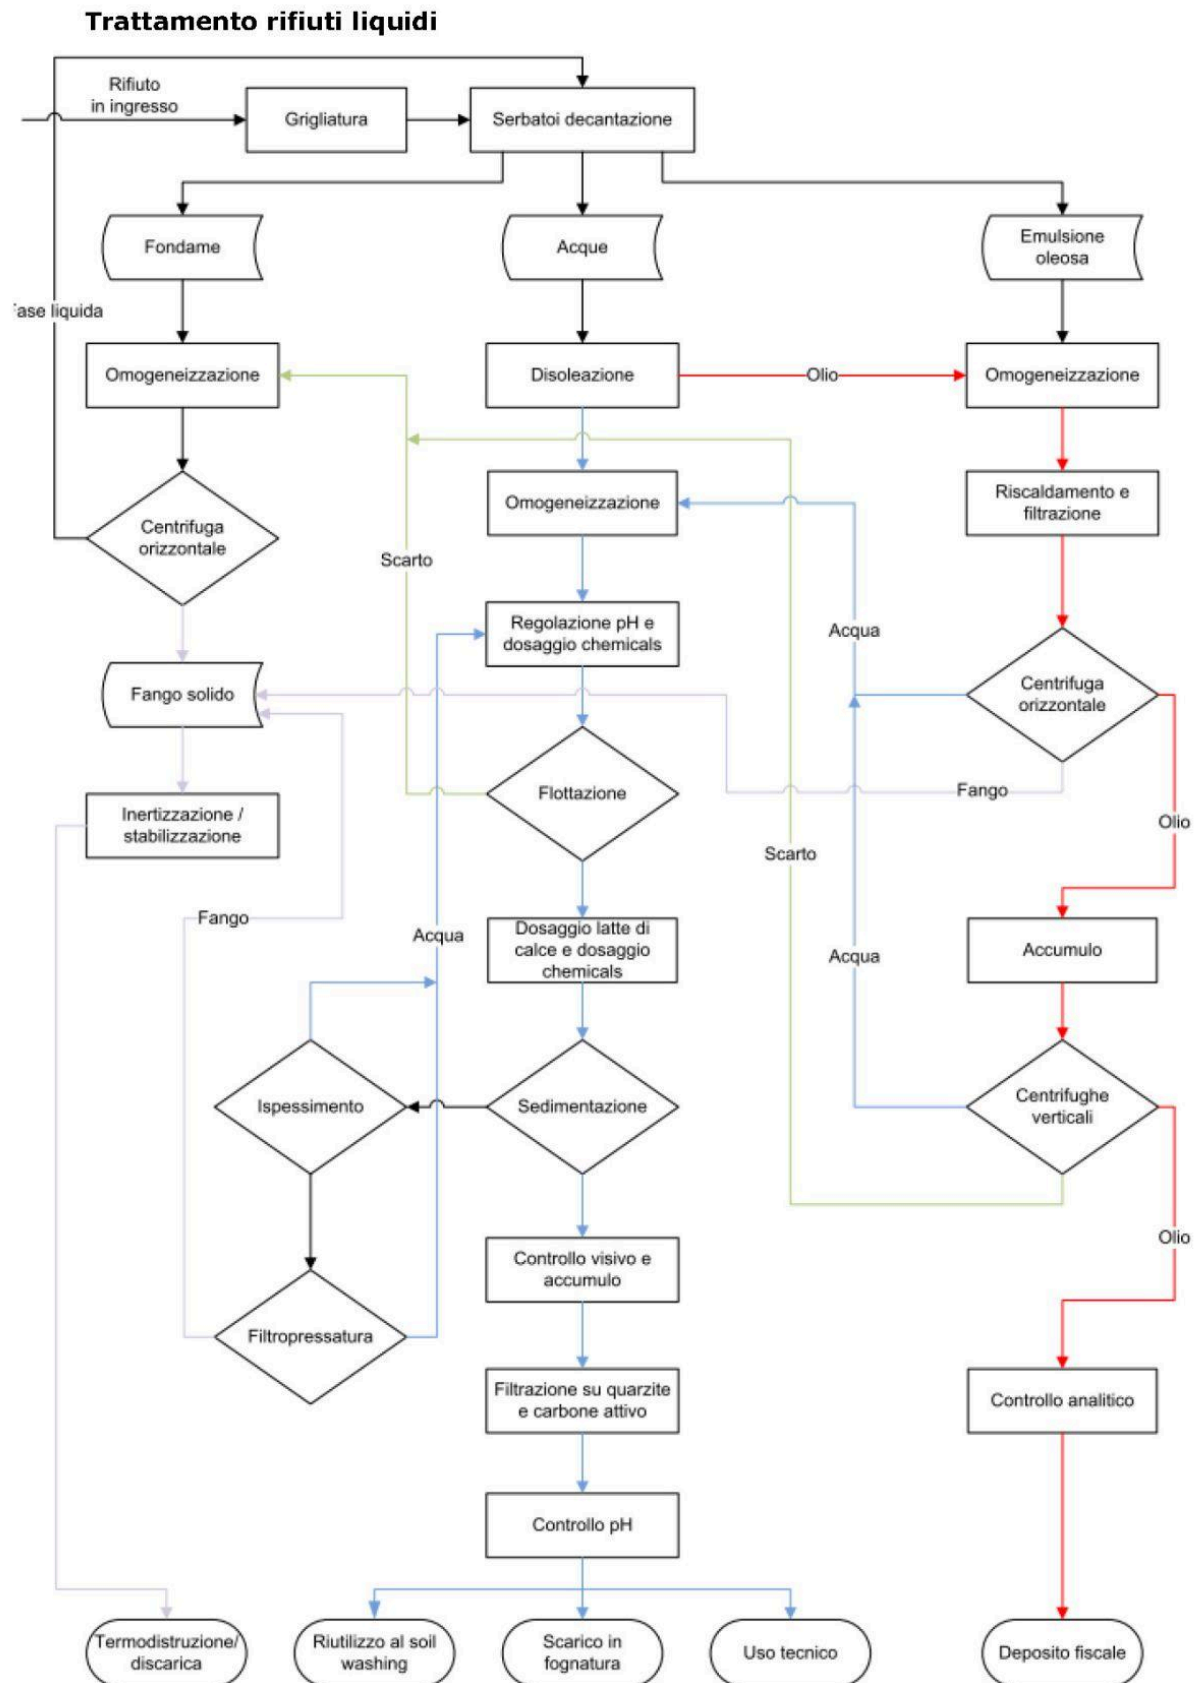 Trattamento rifiuti liquidi
Rifiuto
in ingresso
Grigliatura
Serbatoi decantazione
Fondame
Acque
Emulsione
oleosa
ase liquida
Omogeneizzazione
Disoleazione
Olio
Omogeneizzazione
Centrifuga
orizzontale
Omogeneizzazione
Riscaldamento e
filtrazione
Scarto
Regolazione pH e
dosaggio chemicals
Acqua
Fango solido
Centrifuga
orizzontale
Inertizzazione /
stabilizzazione
Flottazione
Fango
Olio
Scarto
Fango
Acqua
Dosaggio latte di
calce e dosaggio
chemicals
Acqua
Accumulo
Ispessimento
Sedimentazione
Centrifughe
verticali
Controllo visivo e
accumulo
Olio
Filtropressatura
Filtrazione su quarzite
e carbone attivo
Controllo analitico
Controllo pH
Termodistruzione/
discarica
Riutilizzo al soil
washing
Scarico in
fognatura
Uso tecnico
Deposito fiscale